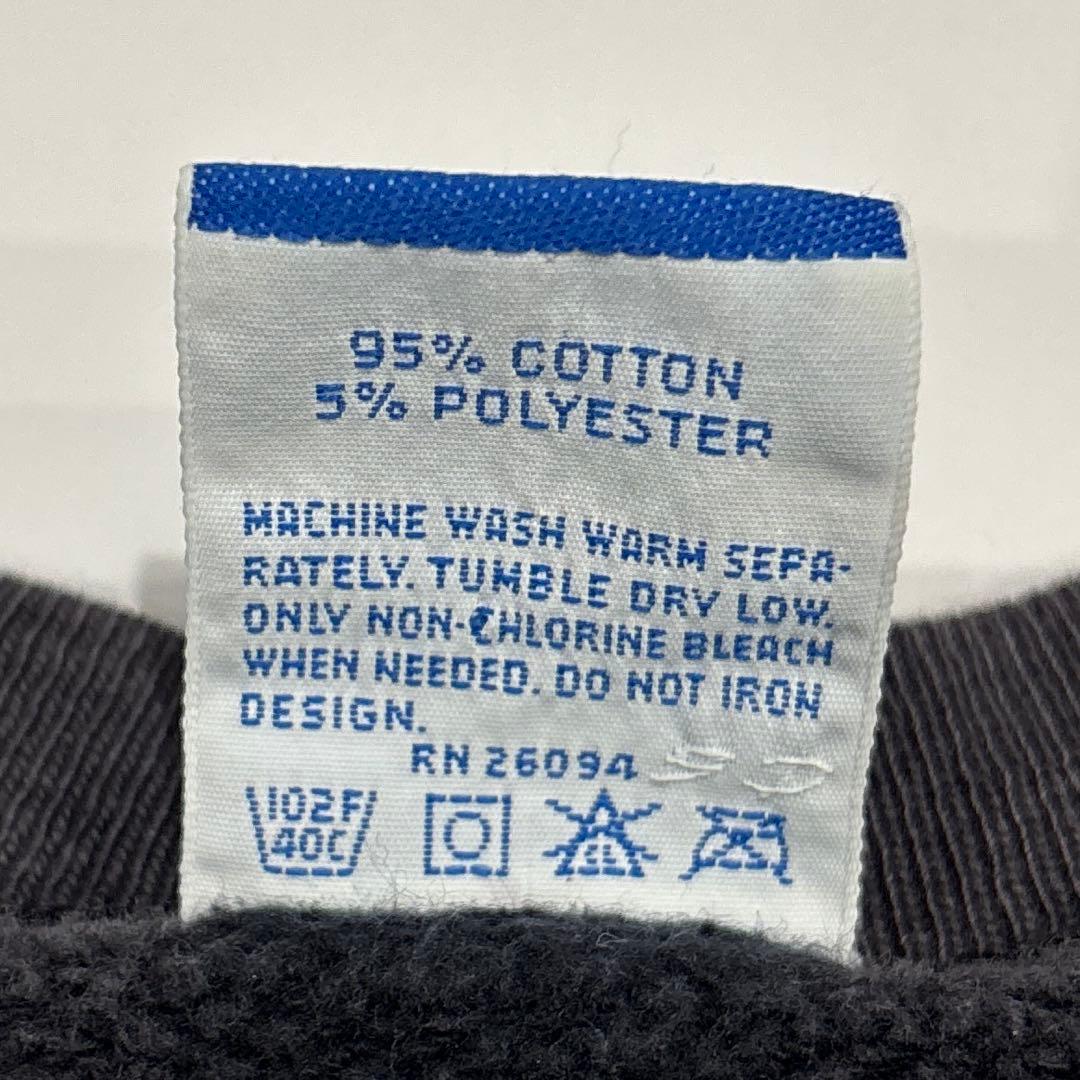 95% COTTON
5% POLYESTER
MACHINE WASH WARM SEPA-
RATELY. TUMBLE DRY LOW.
ONLY NON-CHLORINE BLEACH
WHEN NEEDED. DO NOT IRON
DESIGN.
RN 26094
102F
40C